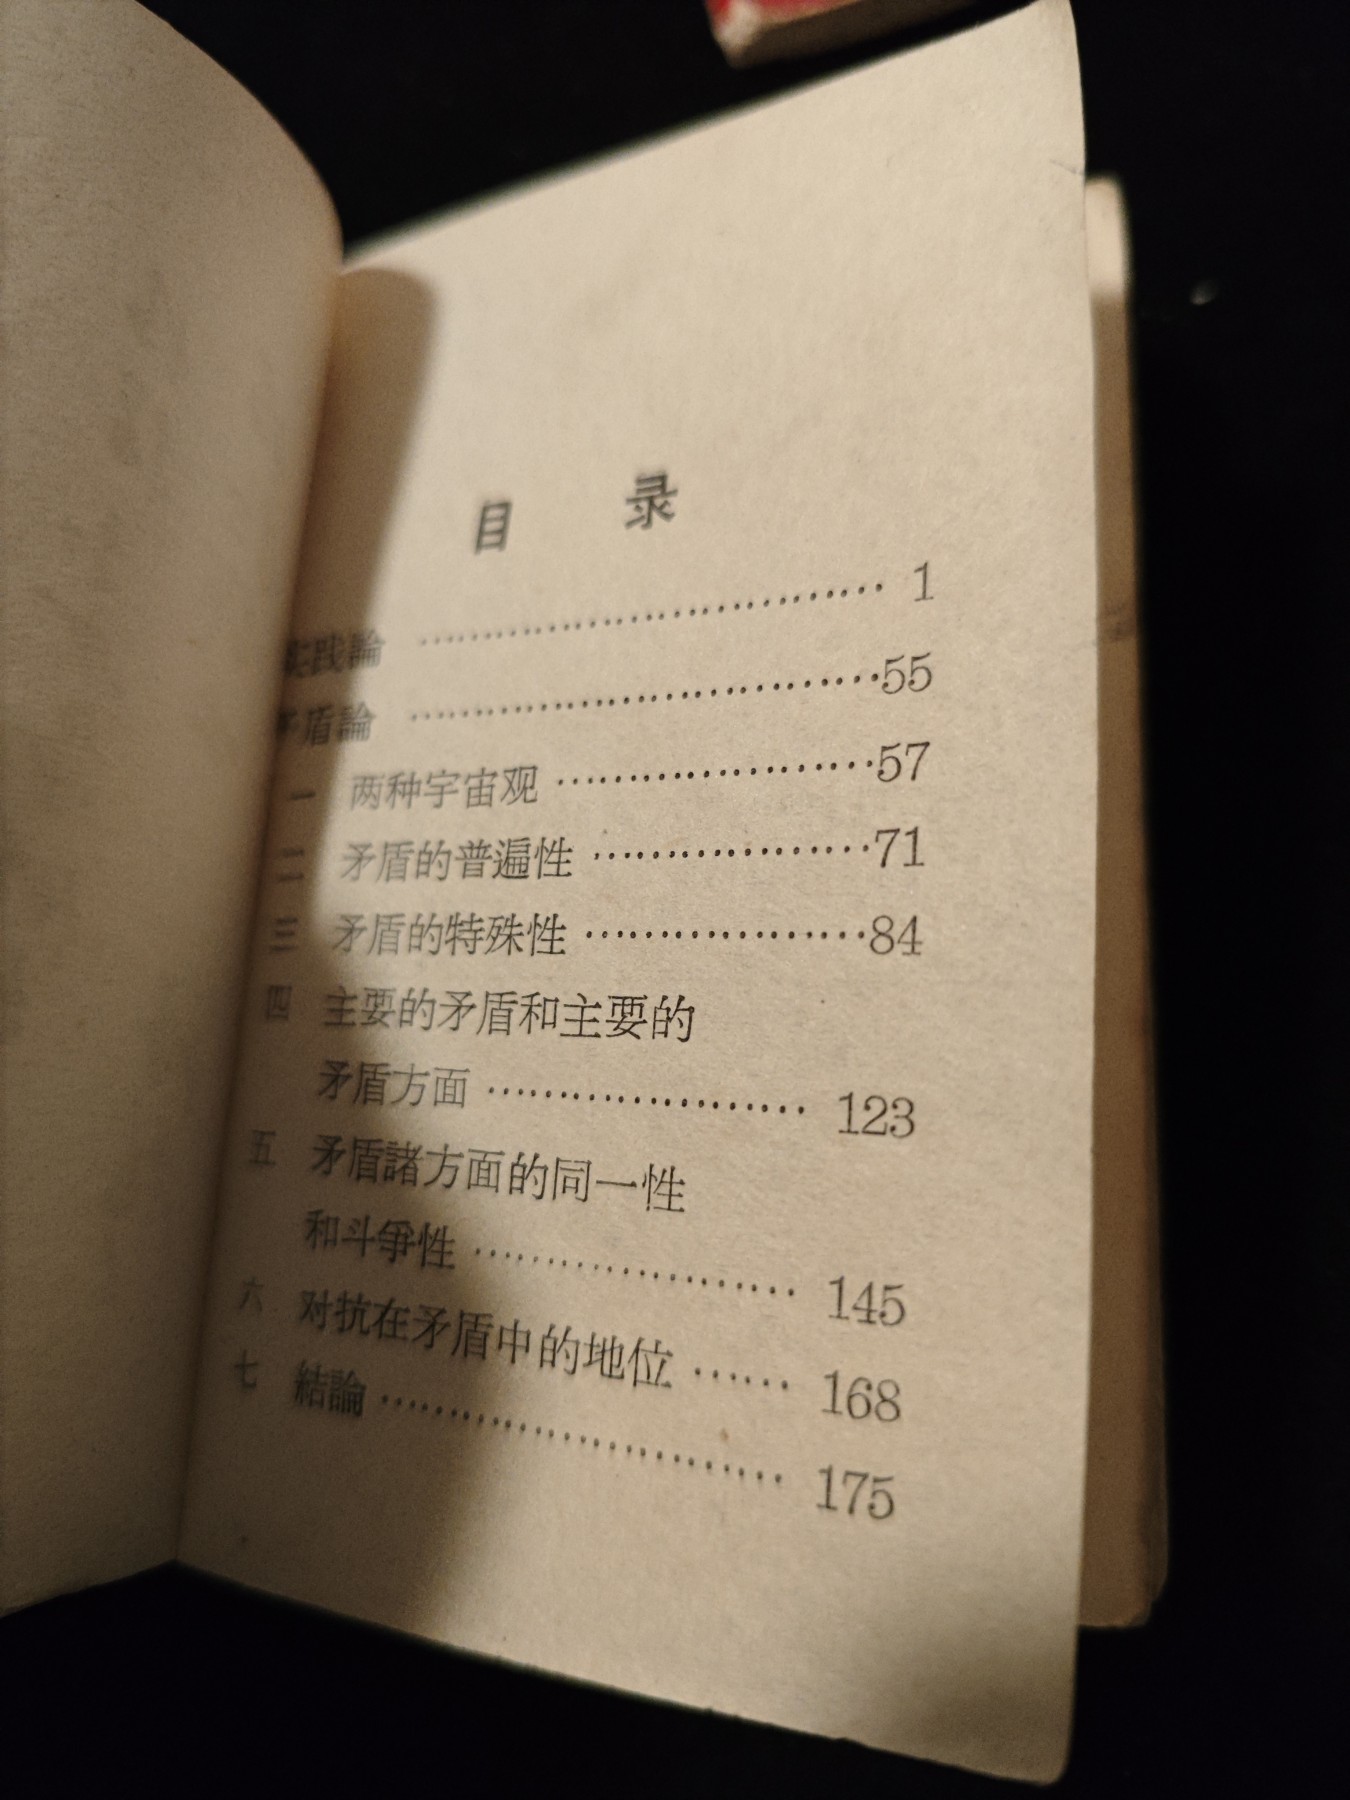 目 录
实践論 ································ 1
矛盾論 ································55
一 两种宇宙观 ······················57
二 矛盾的普遍性 ···················71
三 矛盾的特殊性 ···················84
四 主要的矛盾和主要的
矛盾方面 ······················ 123
五 矛盾諸方面的同一性
和斗爭性 ······················ 145
六 对抗在矛盾中的地位 ······ 168
七 結論 ···························· 175